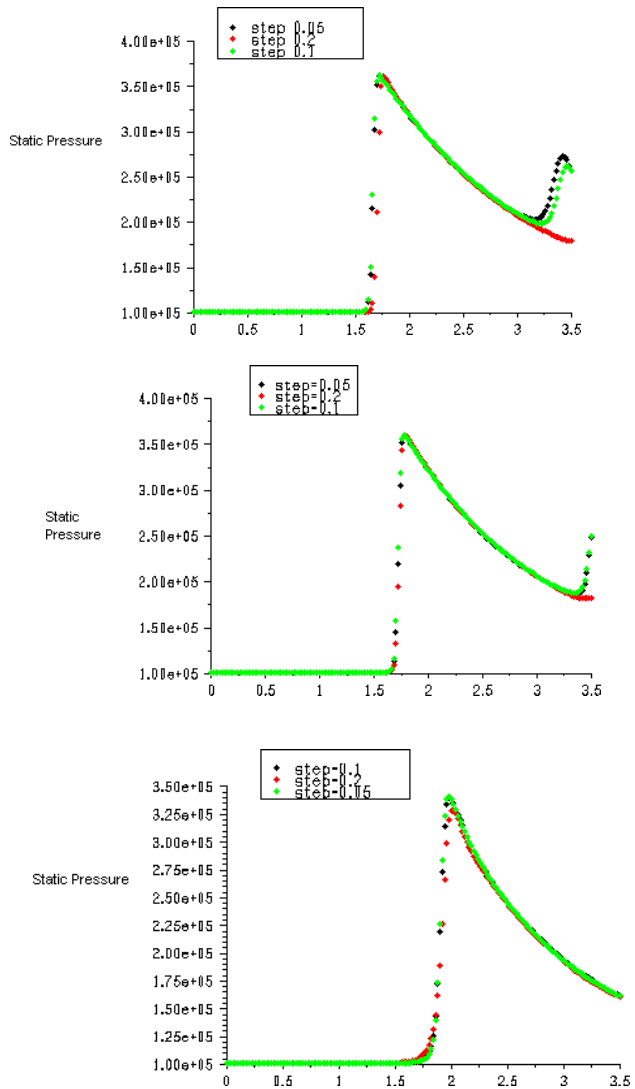 step 0.05
step 0.2
step 0.1
4.00e+05
3.50e+05
3.00e+05
2.50e+05
2.00e+05
1.50e+05
1.00e+05
Static Pressure
0 0.5 1 1.5 2 2.5 3 3.5
step=0.05
step=0.2
step=0.1
4.00e+05
3.50e+05
3.00e+05
2.50e+05
2.00e+05
1.50e+05
1.00e+05
Static
Pressure
0 0.5 1 1.5 2 2.5 3 3.5
step=0.1
step=0.2
step=0.05
3.50e+05
3.25e+05
3.00e+05
2.75e+05
2.50e+05
2.25e+05
2.00e+05
1.75e+05
1.50e+05
1.25e+05
1.00e+05
Static Pressure
0 0.5 1 1.5 2 2.5 3 3.5